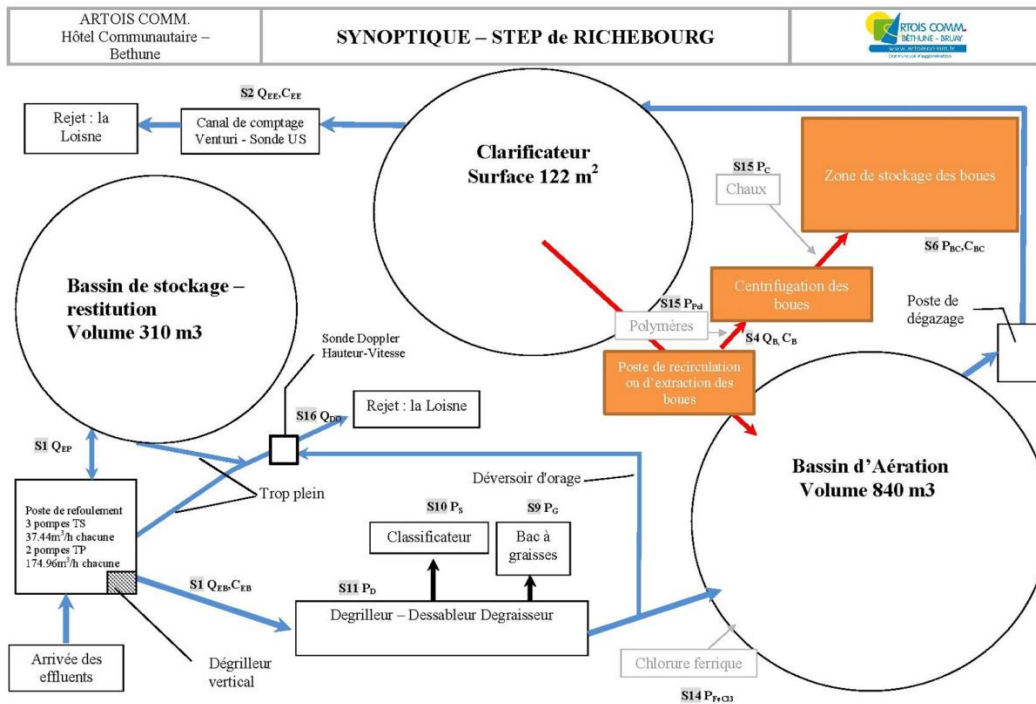 ARTOIS COMM.
Hôtel Communautaire –
Bethune
SYNOPTIQUE – STEP de RICHEBOURG
ARTOIS COMM.
BÉTHUNE - BRUAY
www.artoiscomm.fr
Communauté d'agglomération
Rejet : la
Loisne
S2 QEE,CEE
Canal de comptage
Venturi - Sonde US
Clarificateur
Surface 122 m²
S15 PC
Chaux
Zone de stockage des boues
S6 PBC,CBC
Centrifugation des
boues
S15 PPol
Polymères
S4 QB, CB
Poste de recirculation
ou d'extraction des
boues
Poste de
dégazage
Bassin de stockage –
restitution
Volume 310 m3
Sonde Doppler
Hauteur-Vitesse
S16 QDO
Rejet : la Loisne
S1 QEP
Trop plein
Déversoir d'orage
Bassin d'Aération
Volume 840 m3
Poste de refoulement
3 pompes TS
37.44m³/h chacune
2 pompes TP
174.96m³/h chacune
S10 PS
Classificateur
S9 PG
Bac à
graisses
S1 QEB,CEB
S11 PD
Degrilleur – Dessableur Degraisseur
Arrivée des
effluents
Dégrilleur
vertical
Chlorure ferrique
S14 PFeCl3